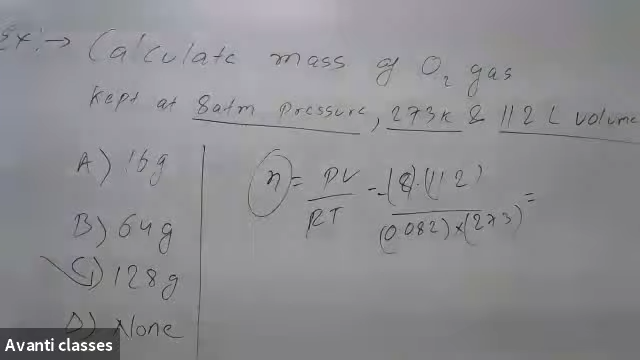 Ex:→ Calculate mass of O₂ gas
Kept at 8atm pressure, 273K & 112 L volume
A) 16g
B) 64g
C) 128g
D) None
n = PV/RT = (8)·(112)/(0.082)×(273) =
Avanti classes